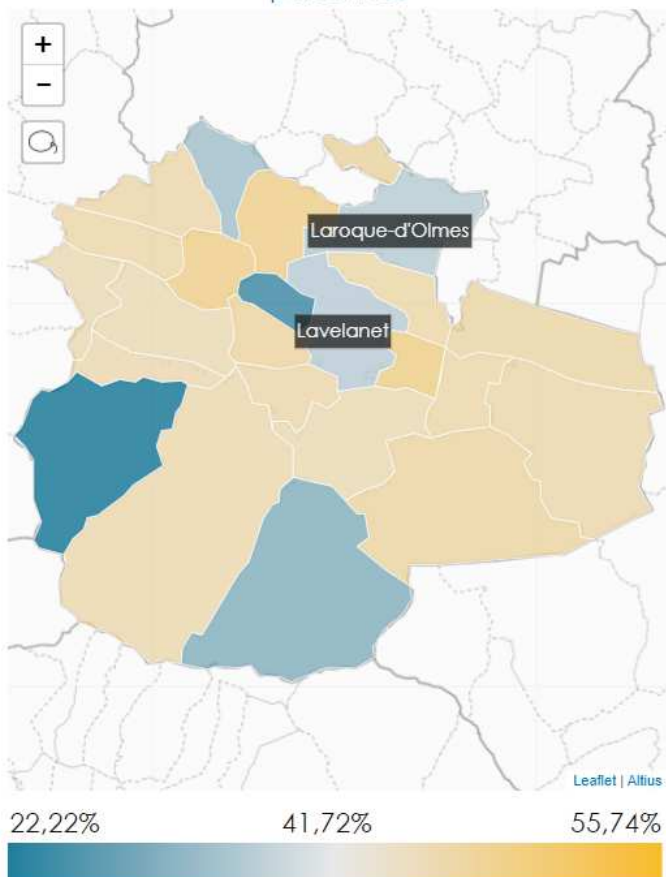 +
−
Laroque-d'Olmes
Lavelanet
Leaflet | Altius
22,22% 41,72% 55,74%